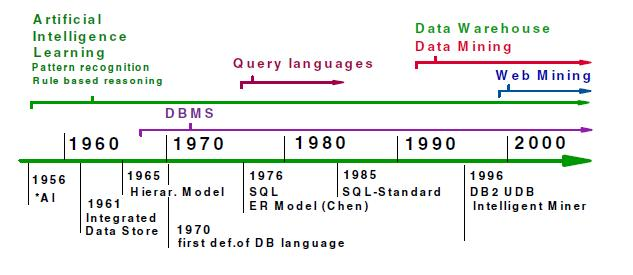 Artificial
Intelligence
Learning
Pattern recognition
Rule based reasoning
Data Warehouse
Data Mining
Query languages
Web Mining
DBMS
1960
1970
1980
1990
2000
1956
*AI
1961
Integrated
Data Store
1965
Hierar. Model
1970
first def.of DB language
1976
SQL
ER Model (Chen)
1985
SQL-Standard
1996
DB2 UDB
Intelligent Miner